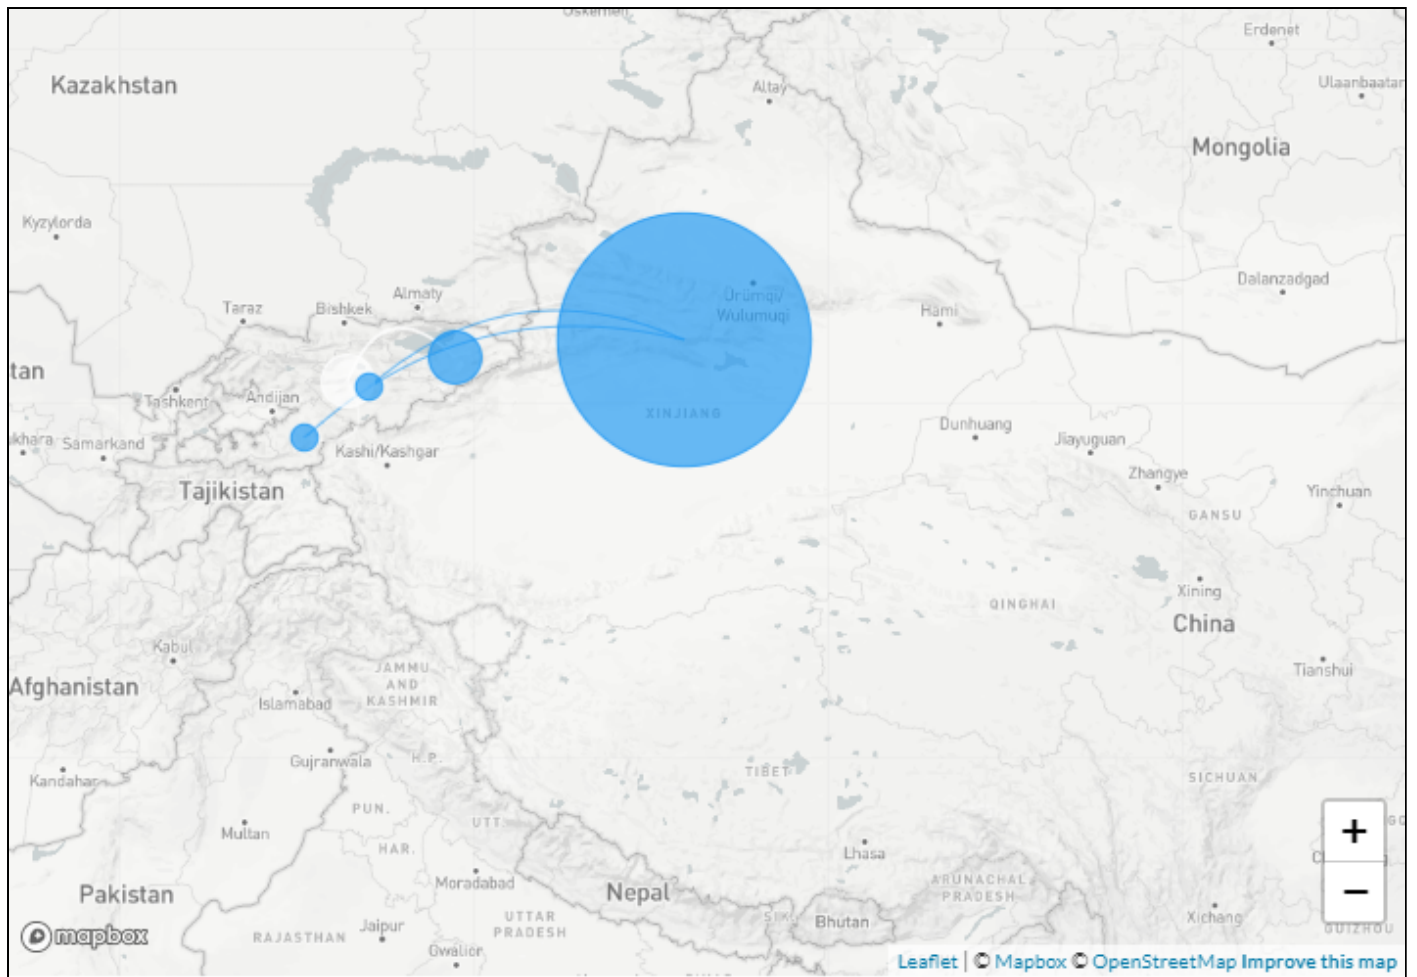 Oskemen
Erdenet
Kazakhstan
Altay
Ulaanbaatar
Mongolia
Kyzylorda
Dalanzadgad
Almaty
Taraz
Bishkek
Ürümqi/
Wulumuqi
Hami
tan
Tashkent
Andijan
XINJIANG
Dunhuang
Jiayuguan
khara
Samarkand
Kashi/Kashgar
Zhangye
Tajikistan
Yinchuan
GANSU
Xining
QINGHAI
China
Kabul
JAMMU
AND
KASHMIR
Tianshui
Afghanistan
Islamabad
Gujranwala
H.P.
Kandahar
TIBET
SICHUAN
PUN.
UTT.
Multan
HAR.
+
Lhasa
Moradabad
ARUNACHAL
PRADESH
Pakistan
Nepal
−
UTTAR
PRADESH
SIK.
Bhutan
Xichang
Jaipur
GUIZHOU
mapbox
RAJASTHAN
Gwalior
Leaflet | © Mapbox © OpenStreetMap Improve this map